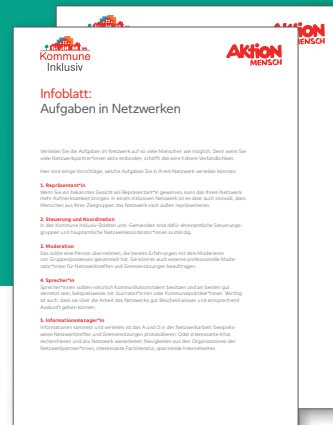 Kommune
Inklusiv
AKTION
MENSCH
Infoblatt:
Aufgaben in Netzwerken
Verteilen Sie die Aufgaben im Netzwerk auf so viele Menschen wie möglich. Denn wenn Sie
viele Netzwerkpartner*innen aktiv einbinden, schafft das eine höhere Verbindlichkeit.
Hier sind einige Vorschläge, welche Aufgaben Sie in Ihrem Netzwerk verteilen können.
1. Repräsentant*in
Wenn Sie ein bekanntes Gesicht als Repräsentant*in gewinnen, kann das Ihrem Netzwerk
mehr Aufmerksamkeit bringen. In einem inklusiven Netzwerk ist es aber auch sinnvoll, dass
Menschen aus Ihren Zielgruppen das Netzwerk nach außen repräsentieren.
2. Steuerung und Koordination
In den Kommune Inklusiv-Städten und -Gemeinden sind dafür ehrenamtliche Steuerungs-
gruppen und hauptamtliche Netzwerkkoordinator*innen zuständig.
3. Moderation
Das sollte eine Person übernehmen, die bereits Erfahrungen mit dem Moderieren
von Gruppenprozessen gesammelt hat. Sie können auch externe professionelle Mode-
rator*innen für Netzwerktreffen und Gremiensitzungen beauftragen.
4. Sprecher*in
Sprecher*innen sollten natürlich Kommunikationstalent besitzen und am besten gut
vernetzt sein, beispielsweise mit Journalist*innen oder Kommunalpolitiker*innen. Wichtig
ist auch, dass sie über die Arbeit des Netzwerks gut Bescheid wissen und entsprechend
Auskunft geben können.
5. Informationsmanager*in
Informationen sammeln und verteilen ist das A und O in der Netzwerkarbeit: beispiels-
weise Netzwerktreffen und Gremiensitzungen protokollieren. Oder interessante Infos
recherchieren und ans Netzwerk weiterleiten: Neuigkeiten aus den Organisationen der
Netzwerkpartner*innen, interessante Fachliteratur, spannende Internetseiten